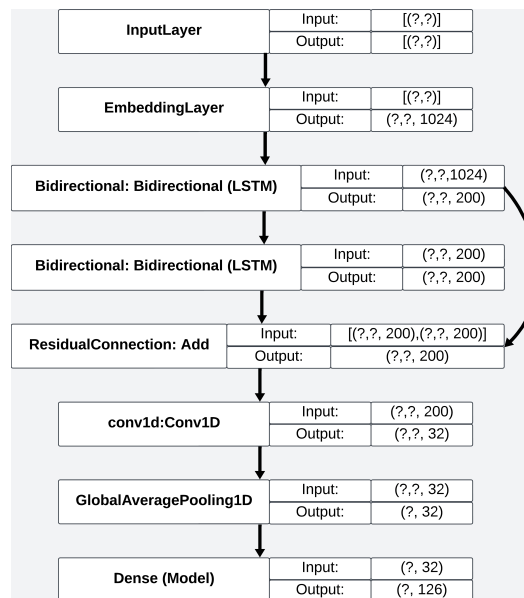 InputLayer Input: [(?,?)]
Output: [(?,?)]
EmbeddingLayer Input: [(?,?)]
Output: (?,?, 1024)
Bidirectional: Bidirectional (LSTM) Input: (?,?,1024)
Output: (?,?, 200)
Bidirectional: Bidirectional (LSTM) Input: (?,?, 200)
Output: (?,?, 200)
ResidualConnection: Add Input: [(?,?, 200),(?,?, 200)]
Output: (?,?, 200)
conv1d:Conv1D Input: (?,?, 200)
Output: (?,?, 32)
GlobalAveragePooling1D Input: (?,?, 32)
Output: (?, 32)
Dense (Model) Input: (?, 32)
Output: (?, 126)